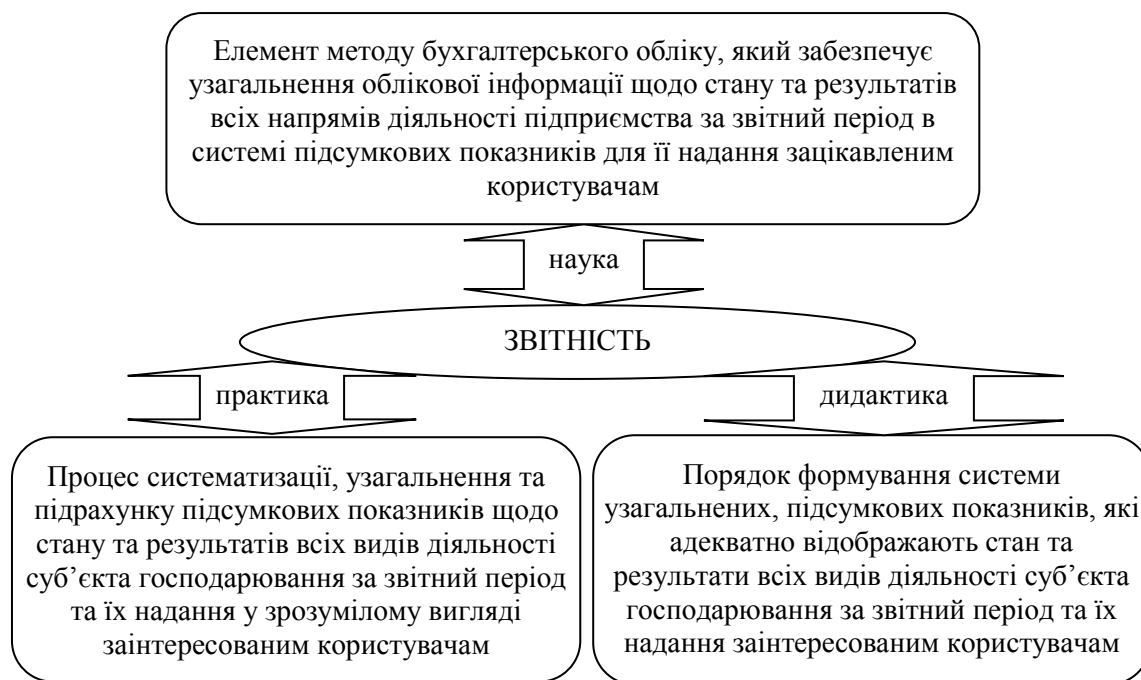 Елемент методу бухгалтерського обліку, який забезпечує
узагальнення облікової інформації щодо стану та результатів
всіх напрямів діяльності підприємства за звітний період в
системі підсумкових показників для її надання зацікавленим
користувачам
наука
ЗВІТНІСТЬ
практика
дидактика
Процес систематизації, узагальнення та
підрахунку підсумкових показників щодо
стану та результатів всіх видів діяльності
суб’єкта господарювання за звітний період
та їх надання у зрозумілому вигляді
заінтересованим користувачам
Порядок формування системи
узагальнених, підсумкових показників, які
адекватно відображають стан та
результати всіх видів діяльності суб’єкта
господарювання за звітний період та їх
надання заінтересованим користувачам